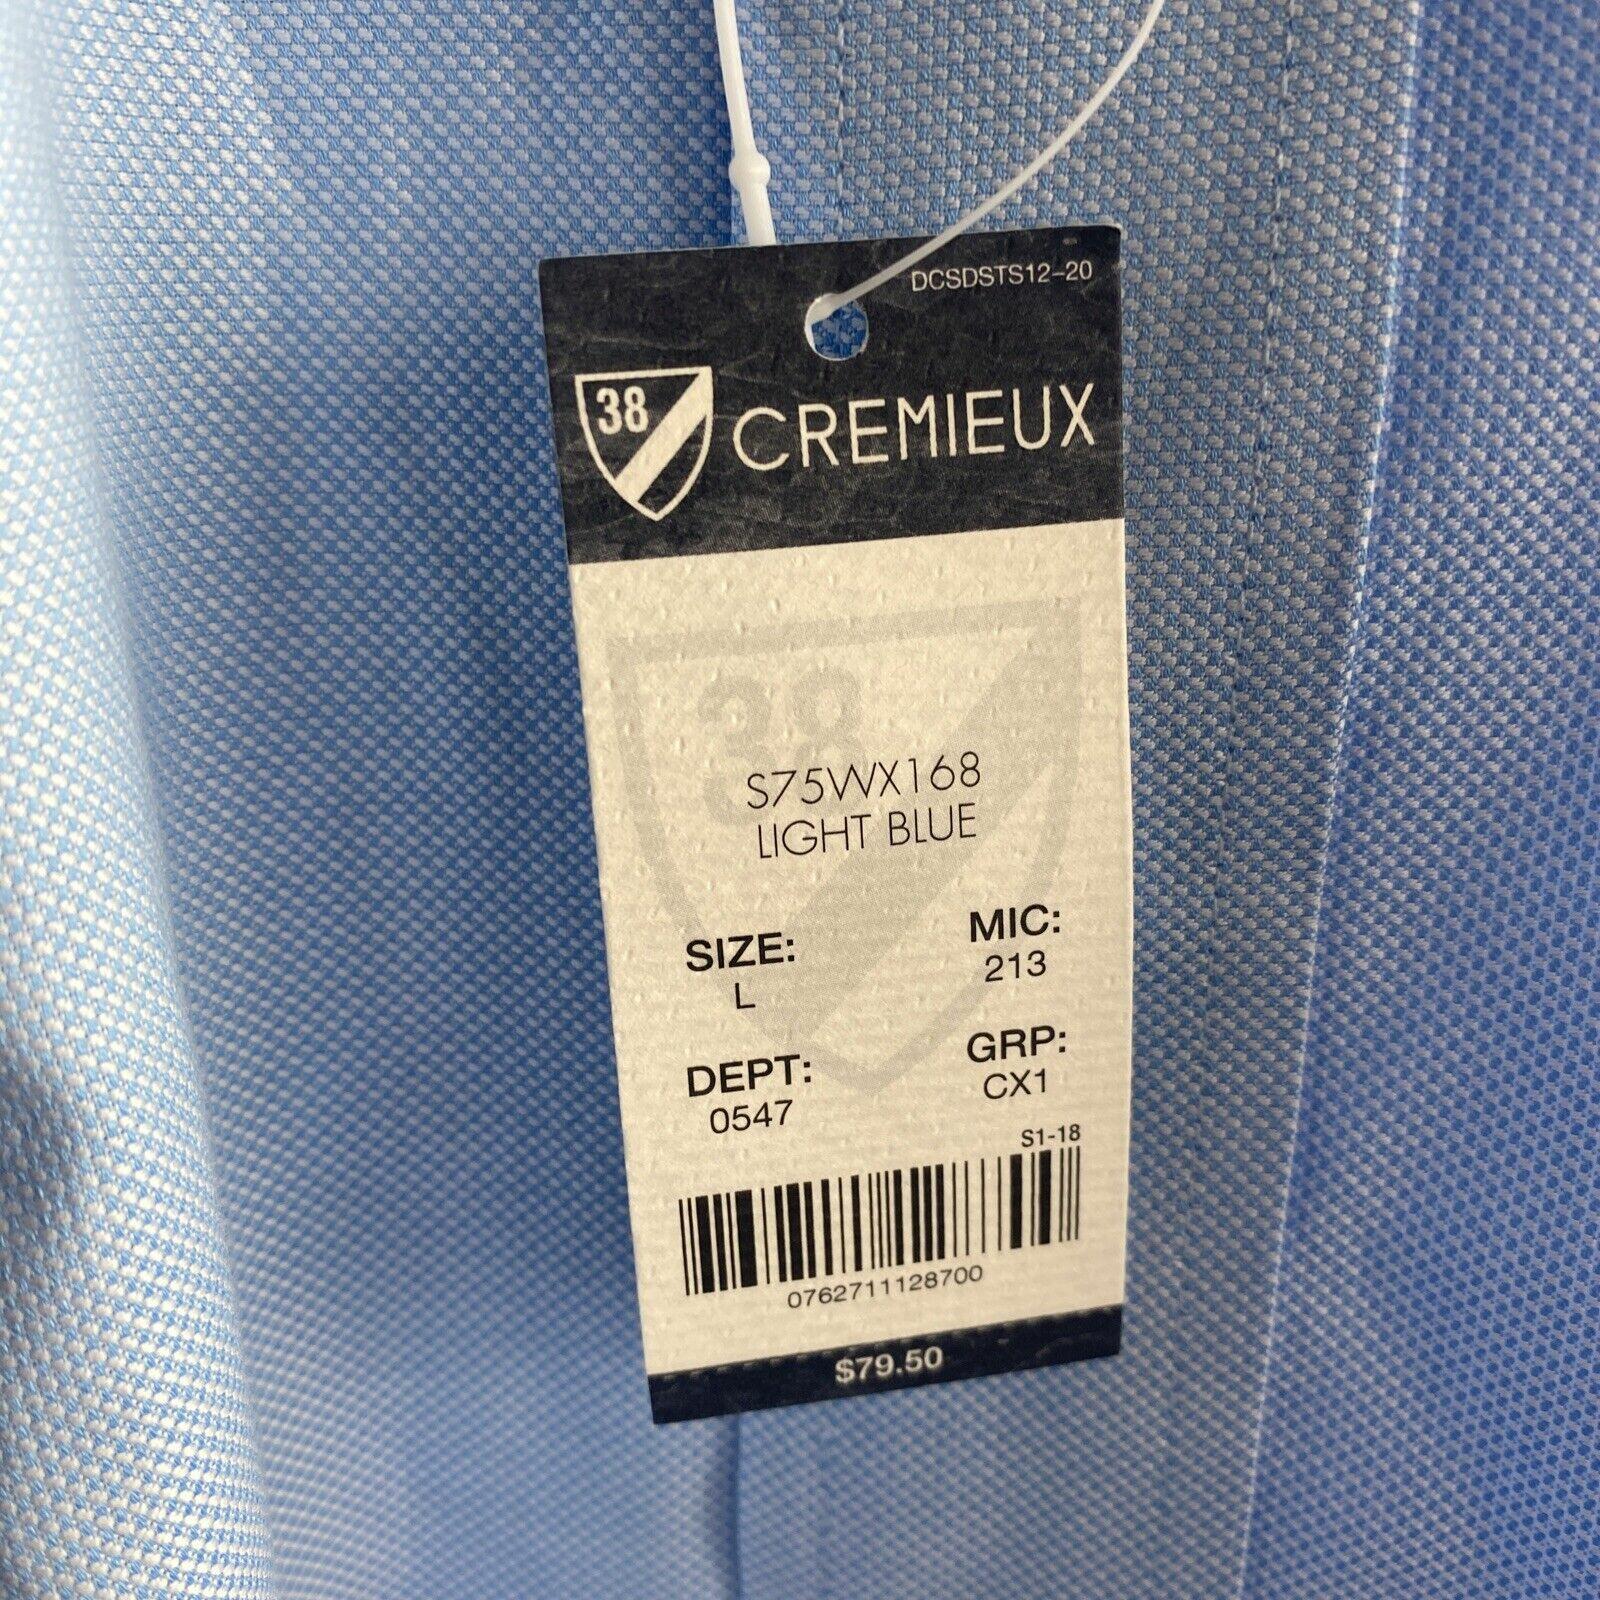 DCSDSTS12-20
38 CREMIEUX
38
S75WX168
LIGHT BLUE
SIZE: MIC:
L 213
DEPT: GRP:
0547 CX1
S1-18
0762711128700
$79.50